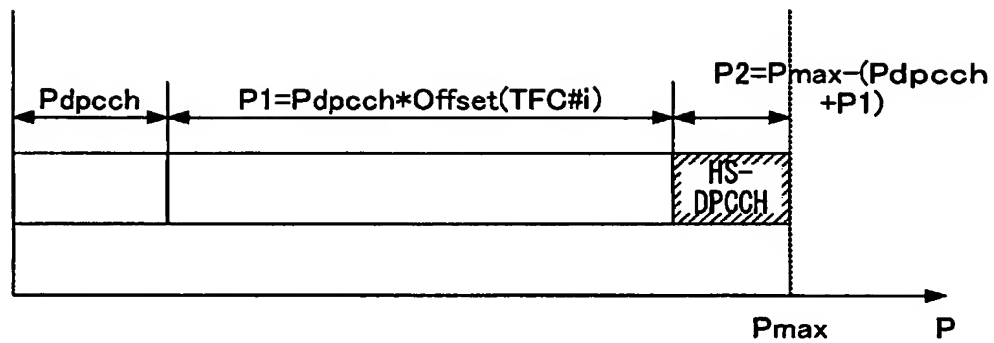 Pdpcch
P1=Pdpcch*Offset(TFC#i)
P2=Pmax-(Pdpcch
+P1)
HS-
DPCCH
Pmax
P